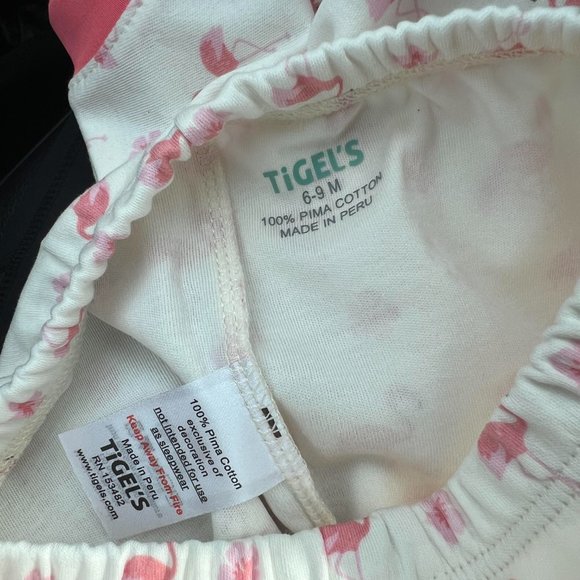 TiGEL'S
6-9 M
100% PIMA COTTON
MADE IN PERU
100% Pima Cotton
exclusive of
decoration
not intended for use
as sleepwear
Keep Away From Fire
Made in Peru
TiGEL'S
RN 153482
www.tigels.com